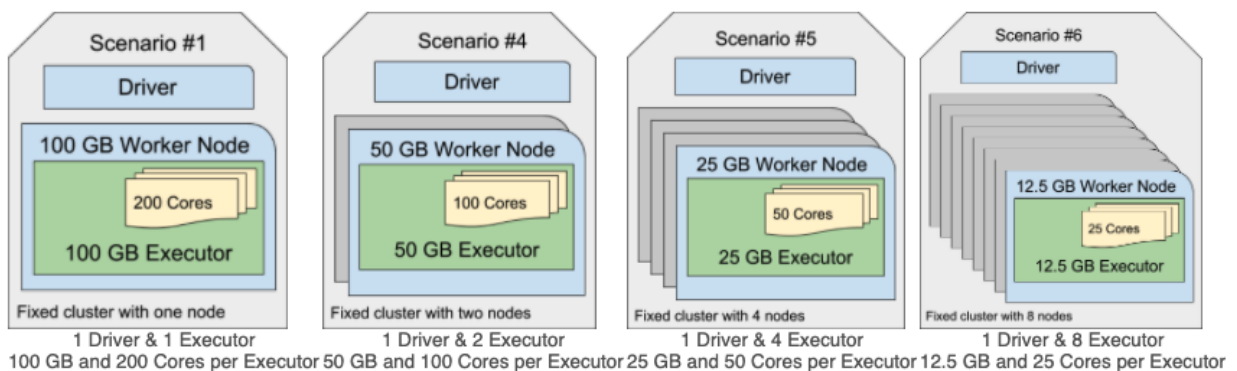 Scenario #1
Driver
100 GB Worker Node
200 Cores
100 GB Executor
Fixed cluster with one node
1 Driver & 1 Executor
100 GB and 200 Cores per Executor
Scenario #4
Driver
50 GB Worker Node
100 Cores
50 GB Executor
Fixed cluster with two nodes
1 Driver & 2 Executor
50 GB and 100 Cores per Executor
Scenario #5
Driver
25 GB Worker Node
50 Cores
25 GB Executor
Fixed cluster with 4 nodes
1 Driver & 4 Executor
25 GB and 50 Cores per Executor
Scenario #6
Driver
12.5 GB Worker Node
25 Cores
12.5 GB Executor
Fixed cluster with 8 nodes
1 Driver & 8 Executor
12.5 GB and 25 Cores per Executor